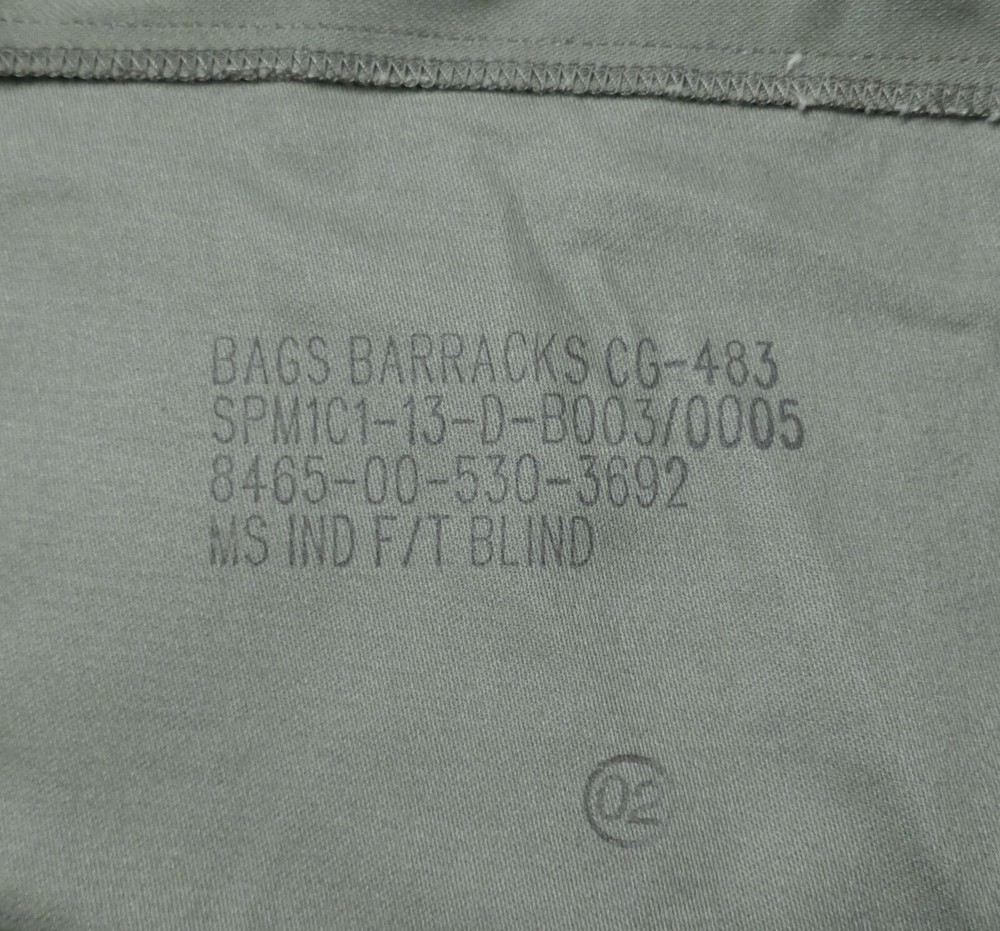 BAGS BARRACKS CG-483
SPM1C1-13-D-B003/0005
8465-00-530-3692
MS IND F/T BLIND
02